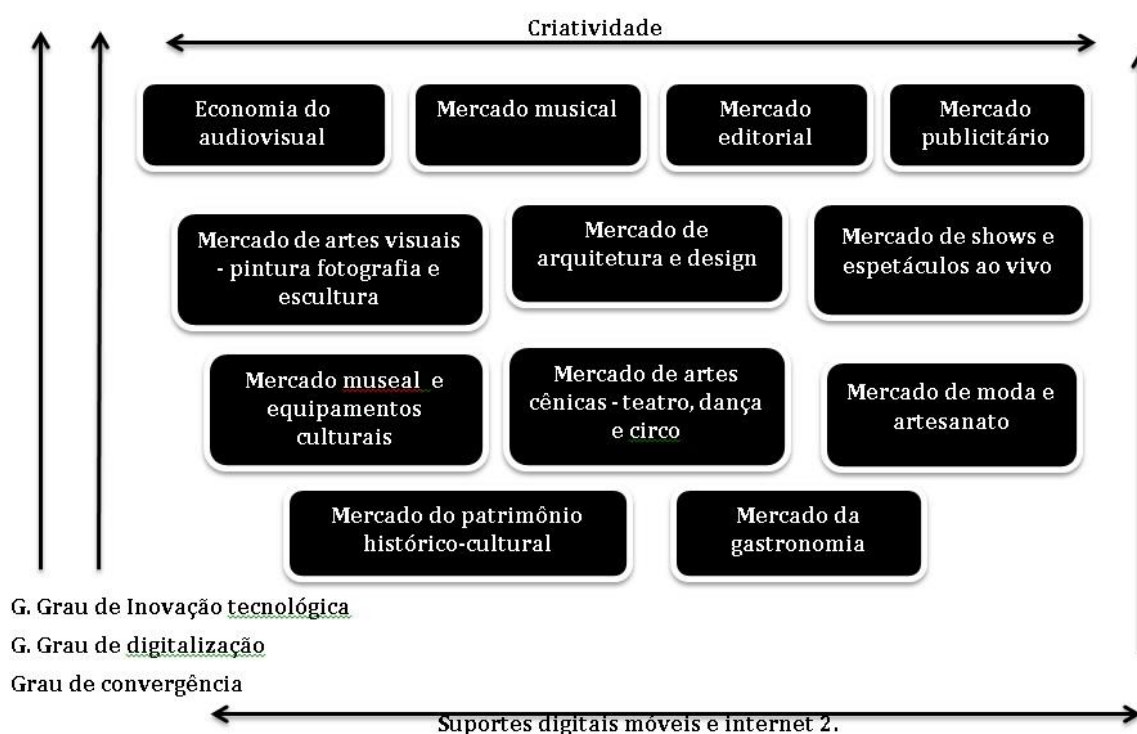 Criatividade
Economia do
audiovisual
Mercado musical
Mercado
editorial
Mercado
publicitário
Mercado de artes visuais
- pintura fotografia e
escultura
Mercado de
arquitetura e design
Mercado de shows e
espetáculos ao vivo
Mercado museal e
equipamentos
culturais
Mercado de artes
cênicas - teatro, dança
e circo
Mercado de moda e
artesanato
Mercado do patrimônio
histórico-cultural
Mercado da
gastronomia
G. Grau de Inovação tecnológica
G. Grau de digitalização
Grau de convergência
Suportes digitais móveis e internet 2.